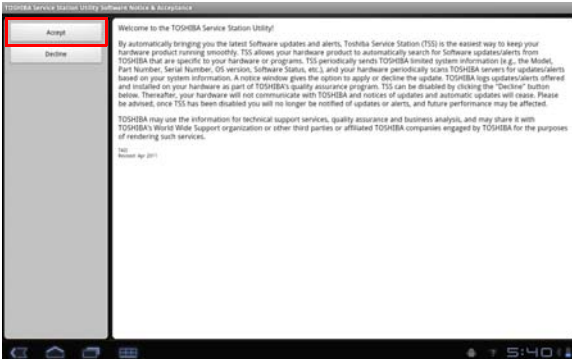 TOSHIBA Service Station Utility Software Notice & Acceptance
Accept
Decline
Welcome to the TOSHIBA Service Station Utility!
By automatically bringing you the latest Software updates and alerts, Toshiba Service Station (TSS) is the easiest way to keep your
hardware product running smoothly. TSS allows your hardware product to automatically search for Software updates/alerts from
TOSHIBA that are specific to your hardware or programs. TSS periodically sends TOSHIBA limited system information (e.g., the Model,
Part Number, Serial Number, OS version, Software Status, etc.), and your hardware periodically scans TOSHIBA servers for updates/alerts
based on your system information. A notice window gives the option to apply or decline the update. TOSHIBA logs updates/alerts offered
and installed on your hardware as part of TOSHIBA's quality assurance program. TSS can be disabled by clicking the "Decline" button
below. Thereafter, your hardware will not communicate with TOSHIBA and notices of updates and automatic updates will cease. Please
be advised, once TSS has been disabled you will no longer be notified of updates or alerts, and future performance may be affected.
TOSHIBA may use the information for technical support services, quality assurance and business analysis, and may share it with
TOSHIBA's World Wide Support organization or other third parties or affiliated TOSHIBA companies engaged by TOSHIBA for the purposes
of rendering such services.
Revised Apr 2011
5:40